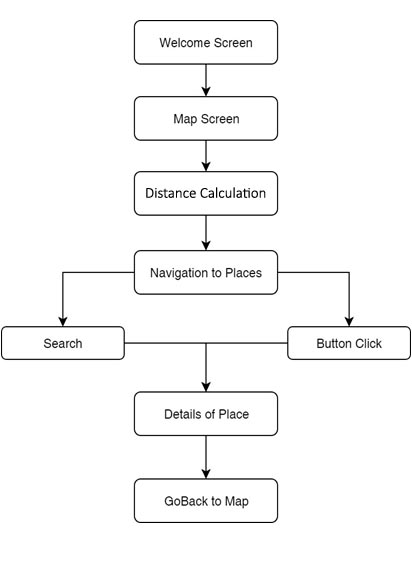 Welcome Screen
Map Screen
Distance Calculation
Navigation to Places
Search
Button Click
Details of Place
GoBack to Map